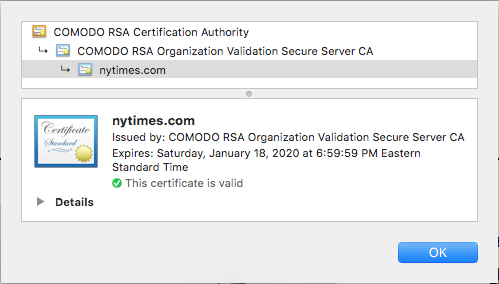 COMODO RSA Certification Authority
COMODO RSA Organization Validation Secure Server CA
nytimes.com
Certificate
Standard
nytimes.com
Issued by: COMODO RSA Organization Validation Secure Server CA
Expires: Saturday, January 18, 2020 at 6:59:59 PM Eastern
Standard Time
This certificate is valid
Details
OK